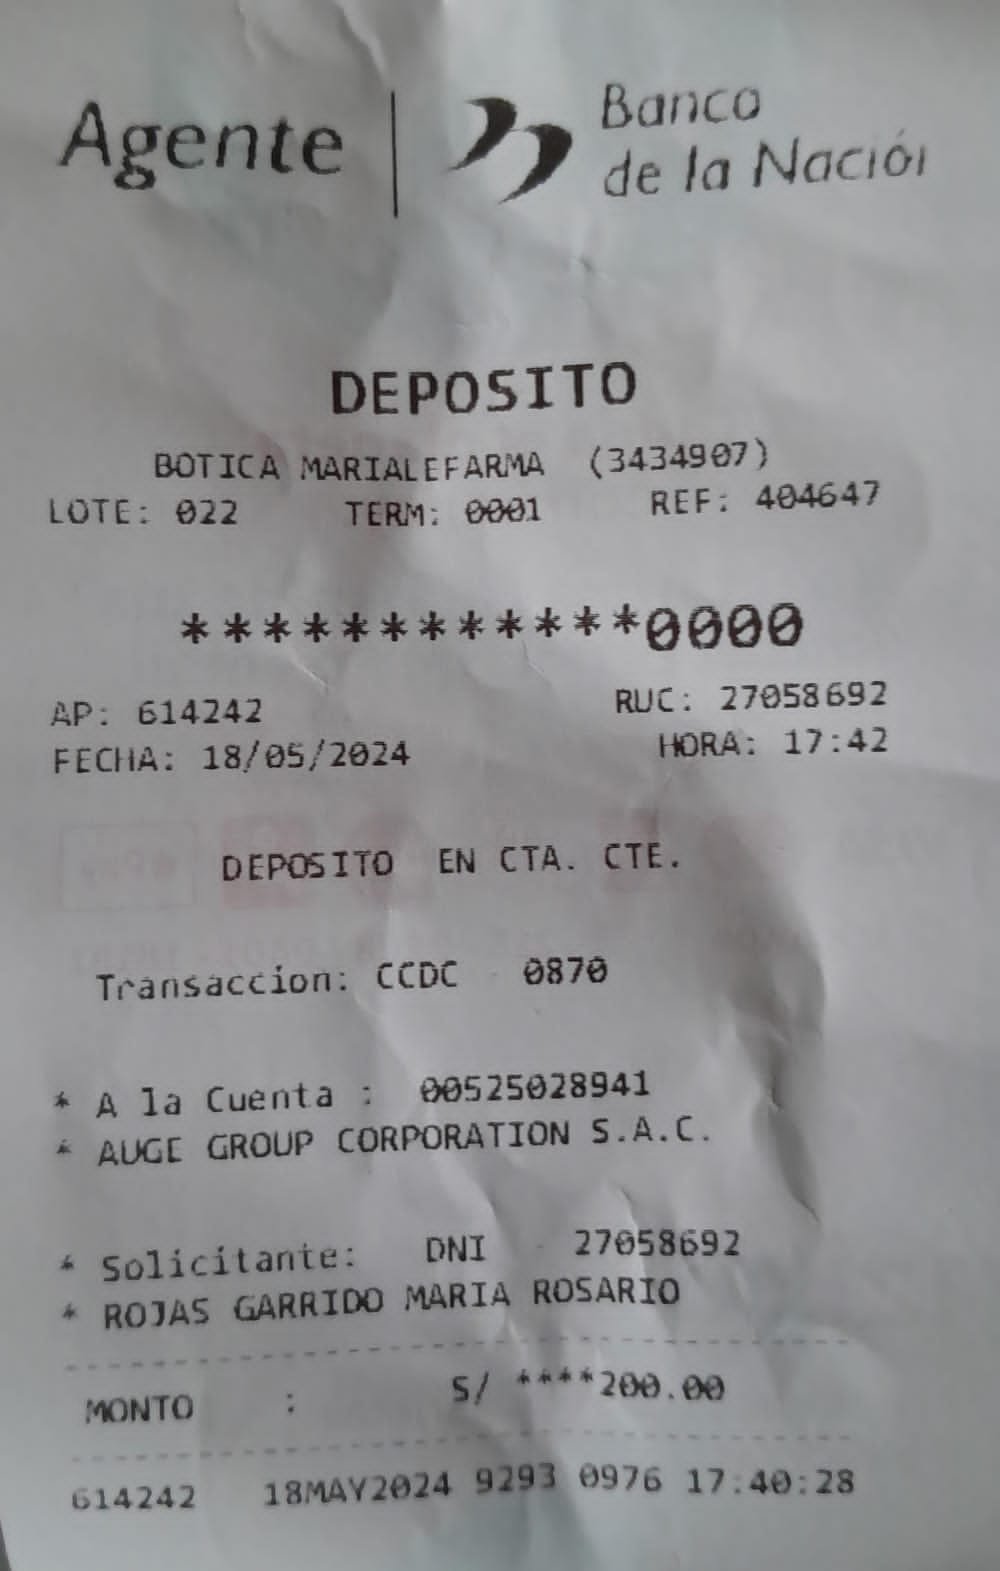 Agente | Banco
de la Nación
DEPOSITO
BOTICA MARIALEFARMA (3434907)
LOTE: 022 TERM: 0001 REF: 404647
************0000
AP: 614242 RUC: 27058692
FECHA: 18/05/2024 HORA: 17:42
DEPOSITO EN CTA. CTE.
Transaccion: CCDC 0870
* A la Cuenta : 00525028941
* AUGE GROUP CORPORATION S.A.C.
* Solicitante: DNI 27058692
* ROJAS GARRIDO MARIA ROSARIO
MONTO : S/ ****200.00
614242 18MAY2024 9293 0976 17:40:28